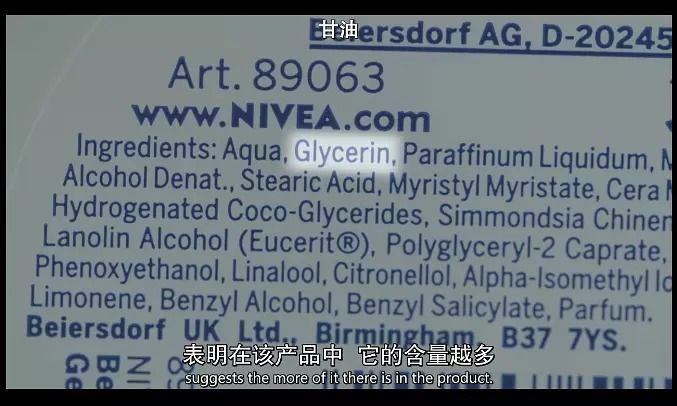 甘油
Beiersdorf AG, D-20245
Art. 89063
www.NIVEA.com
Ingredients: Aqua, Glycerin, Paraffinum Liquidum, M
Alcohol Denat., Stearic Acid, Myristyl Myristate, Cera
Hydrogenated Coco-Glycerides, Simmondsia Chinen
Lanolin Alcohol (Eucerit®), Polyglyceryl-2 Caprate,
Phenoxyethanol, Linalool, Citronellol, Alpha-Isomethyl Io
Limonene, Benzyl Alcohol, Benzyl Salicylate, Parfum.
Beiersdorf UK Ltd., Birmingham B37 7YS.
表明在该产品中 它的含量越多
suggests the more of it there is in the product.